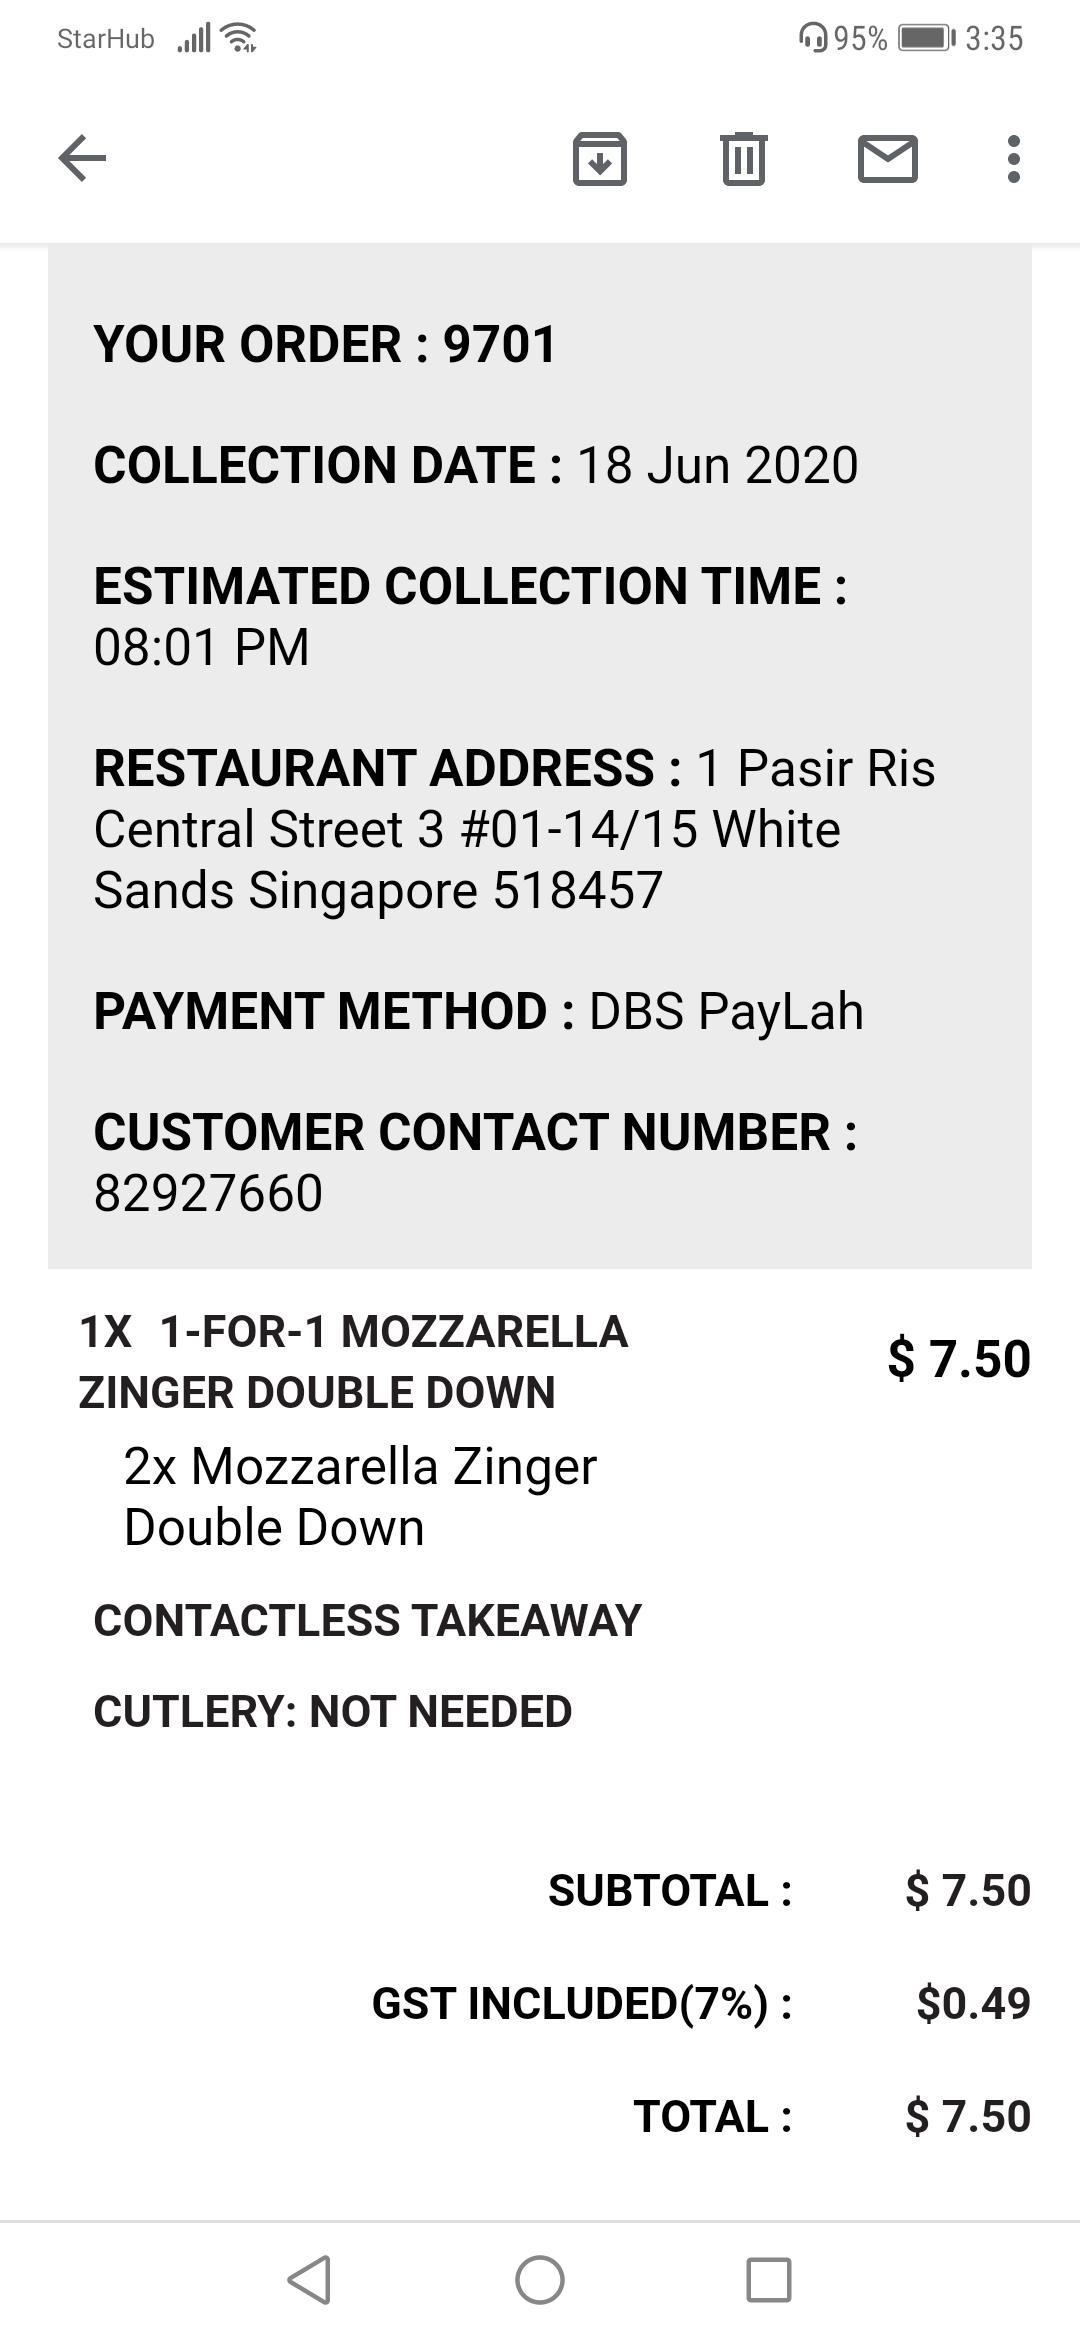 StarHub 95% 3:35
YOUR ORDER : 9701
COLLECTION DATE : 18 Jun 2020
ESTIMATED COLLECTION TIME :
08:01 PM
RESTAURANT ADDRESS : 1 Pasir Ris
Central Street 3 #01-14/15 White
Sands Singapore 518457
PAYMENT METHOD : DBS PayLah
CUSTOMER CONTACT NUMBER :
82927660
1X 1-FOR-1 MOZZARELLA
ZINGER DOUBLE DOWN
$ 7.50
2x Mozzarella Zinger
Double Down
CONTACTLESS TAKEAWAY
CUTLERY: NOT NEEDED
SUBTOTAL : $ 7.50
GST INCLUDED(7%) : $0.49
TOTAL : $ 7.50